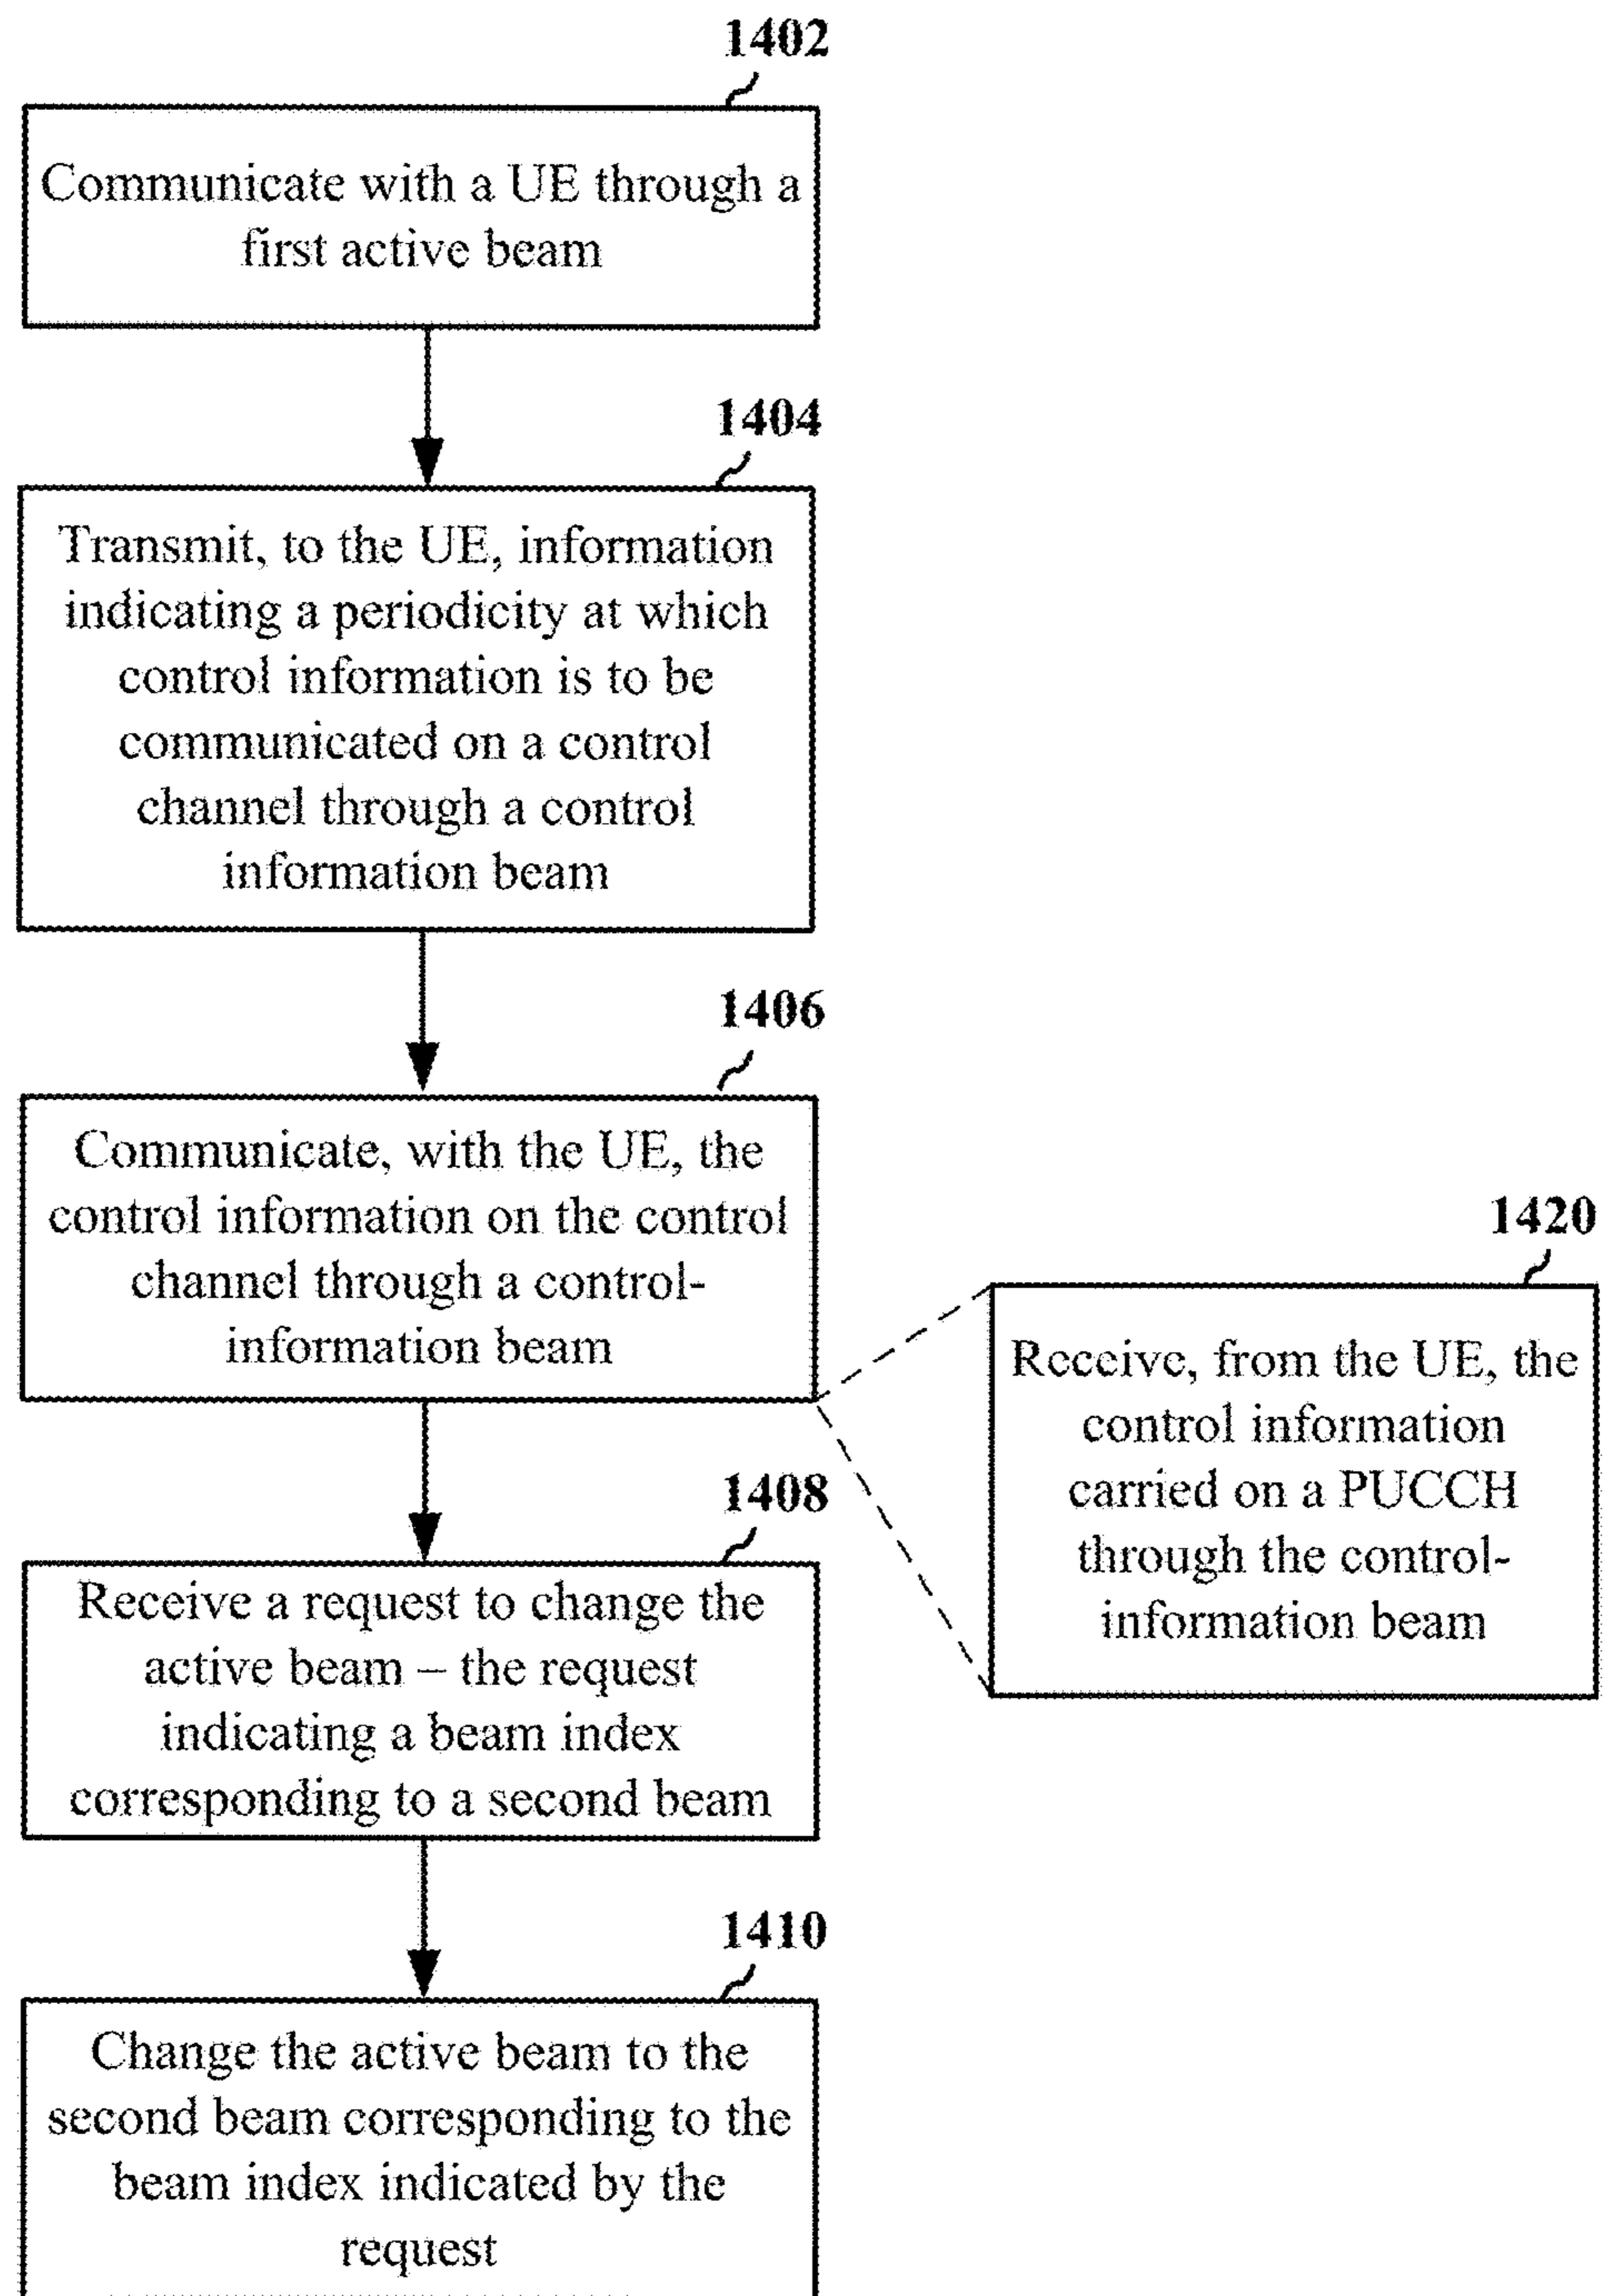 1402
Communicate with a UE through a
first active beam
1404
Transmit, to the UE, information
indicating a periodicity at which
control information is to be
communicated on a control
channel through a control
information beam
1406
Communicate, with the UE, the
control information on the control
channel through a control-
information beam
1420
Receive, from the UE, the
control information
carried on a PUCCH
through the control-
information beam
1408
Receive a request to change the
active beam – the request
indicating a beam index
corresponding to a second beam
1410
Change the active beam to the
second beam corresponding to the
beam index indicated by the
request